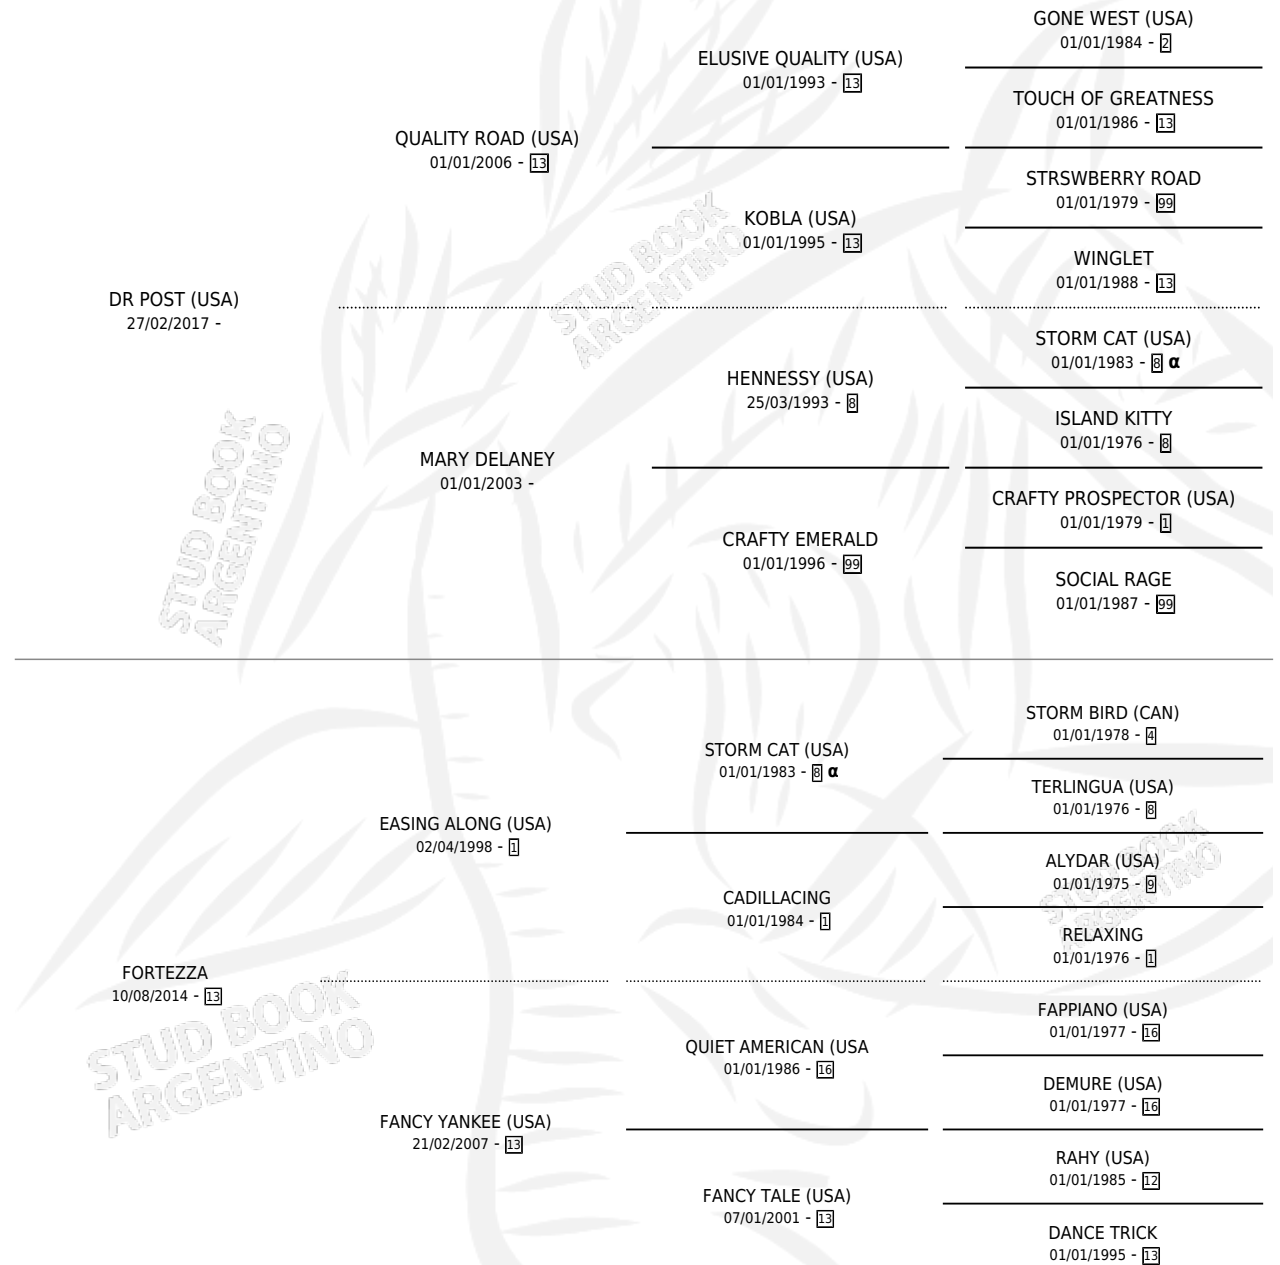 GONE WEST (USA)
01/01/1984 - 2
ELUSIVE QUALITY (USA)
01/01/1993 - 13
TOUCH OF GREATNESS
01/01/1986 - 13
QUALITY ROAD (USA)
01/01/2006 - 13
STRSWBERRY ROAD
01/01/1979 - 99
KOBLA (USA)
01/01/1995 - 13
WINGLET
01/01/1988 - 13
DR POST (USA)
27/02/2017 -
STORM CAT (USA)
01/01/1983 - 8 α
HENNESSY (USA)
25/03/1993 - 8
ISLAND KITTY
01/01/1976 - 8
MARY DELANEY
01/01/2003 -
CRAFTY PROSPECTOR (USA)
01/01/1979 - 1
CRAFTY EMERALD
01/01/1996 - 99
SOCIAL RAGE
01/01/1987 - 99
STORM BIRD (CAN)
01/01/1978 - 4
STORM CAT (USA)
01/01/1983 - 8 α
TERLINGUA (USA)
01/01/1976 - 8
EASING ALONG (USA)
02/04/1998 - 1
ALYDAR (USA)
01/01/1975 - 9
CADILLACING
01/01/1984 - 1
RELAXING
01/01/1976 - 1
FORTEZZA
10/08/2014 - 13
FAPPIANO (USA)
01/01/1977 - 16
QUIET AMERICAN (USA
01/01/1986 - 16
DEMURE (USA)
01/01/1977 - 16
FANCY YANKEE (USA)
21/02/2007 - 13
RAHY (USA)
01/01/1985 - 12
FANCY TALE (USA)
07/01/2001 - 13
DANCE TRICK
01/01/1995 - 13
STUD BOOK
ARGENTINO
STUD BOOK
ARGENTINO
STUD BOOK
ARGENTINO
STUD BOOK
ARGENTINO